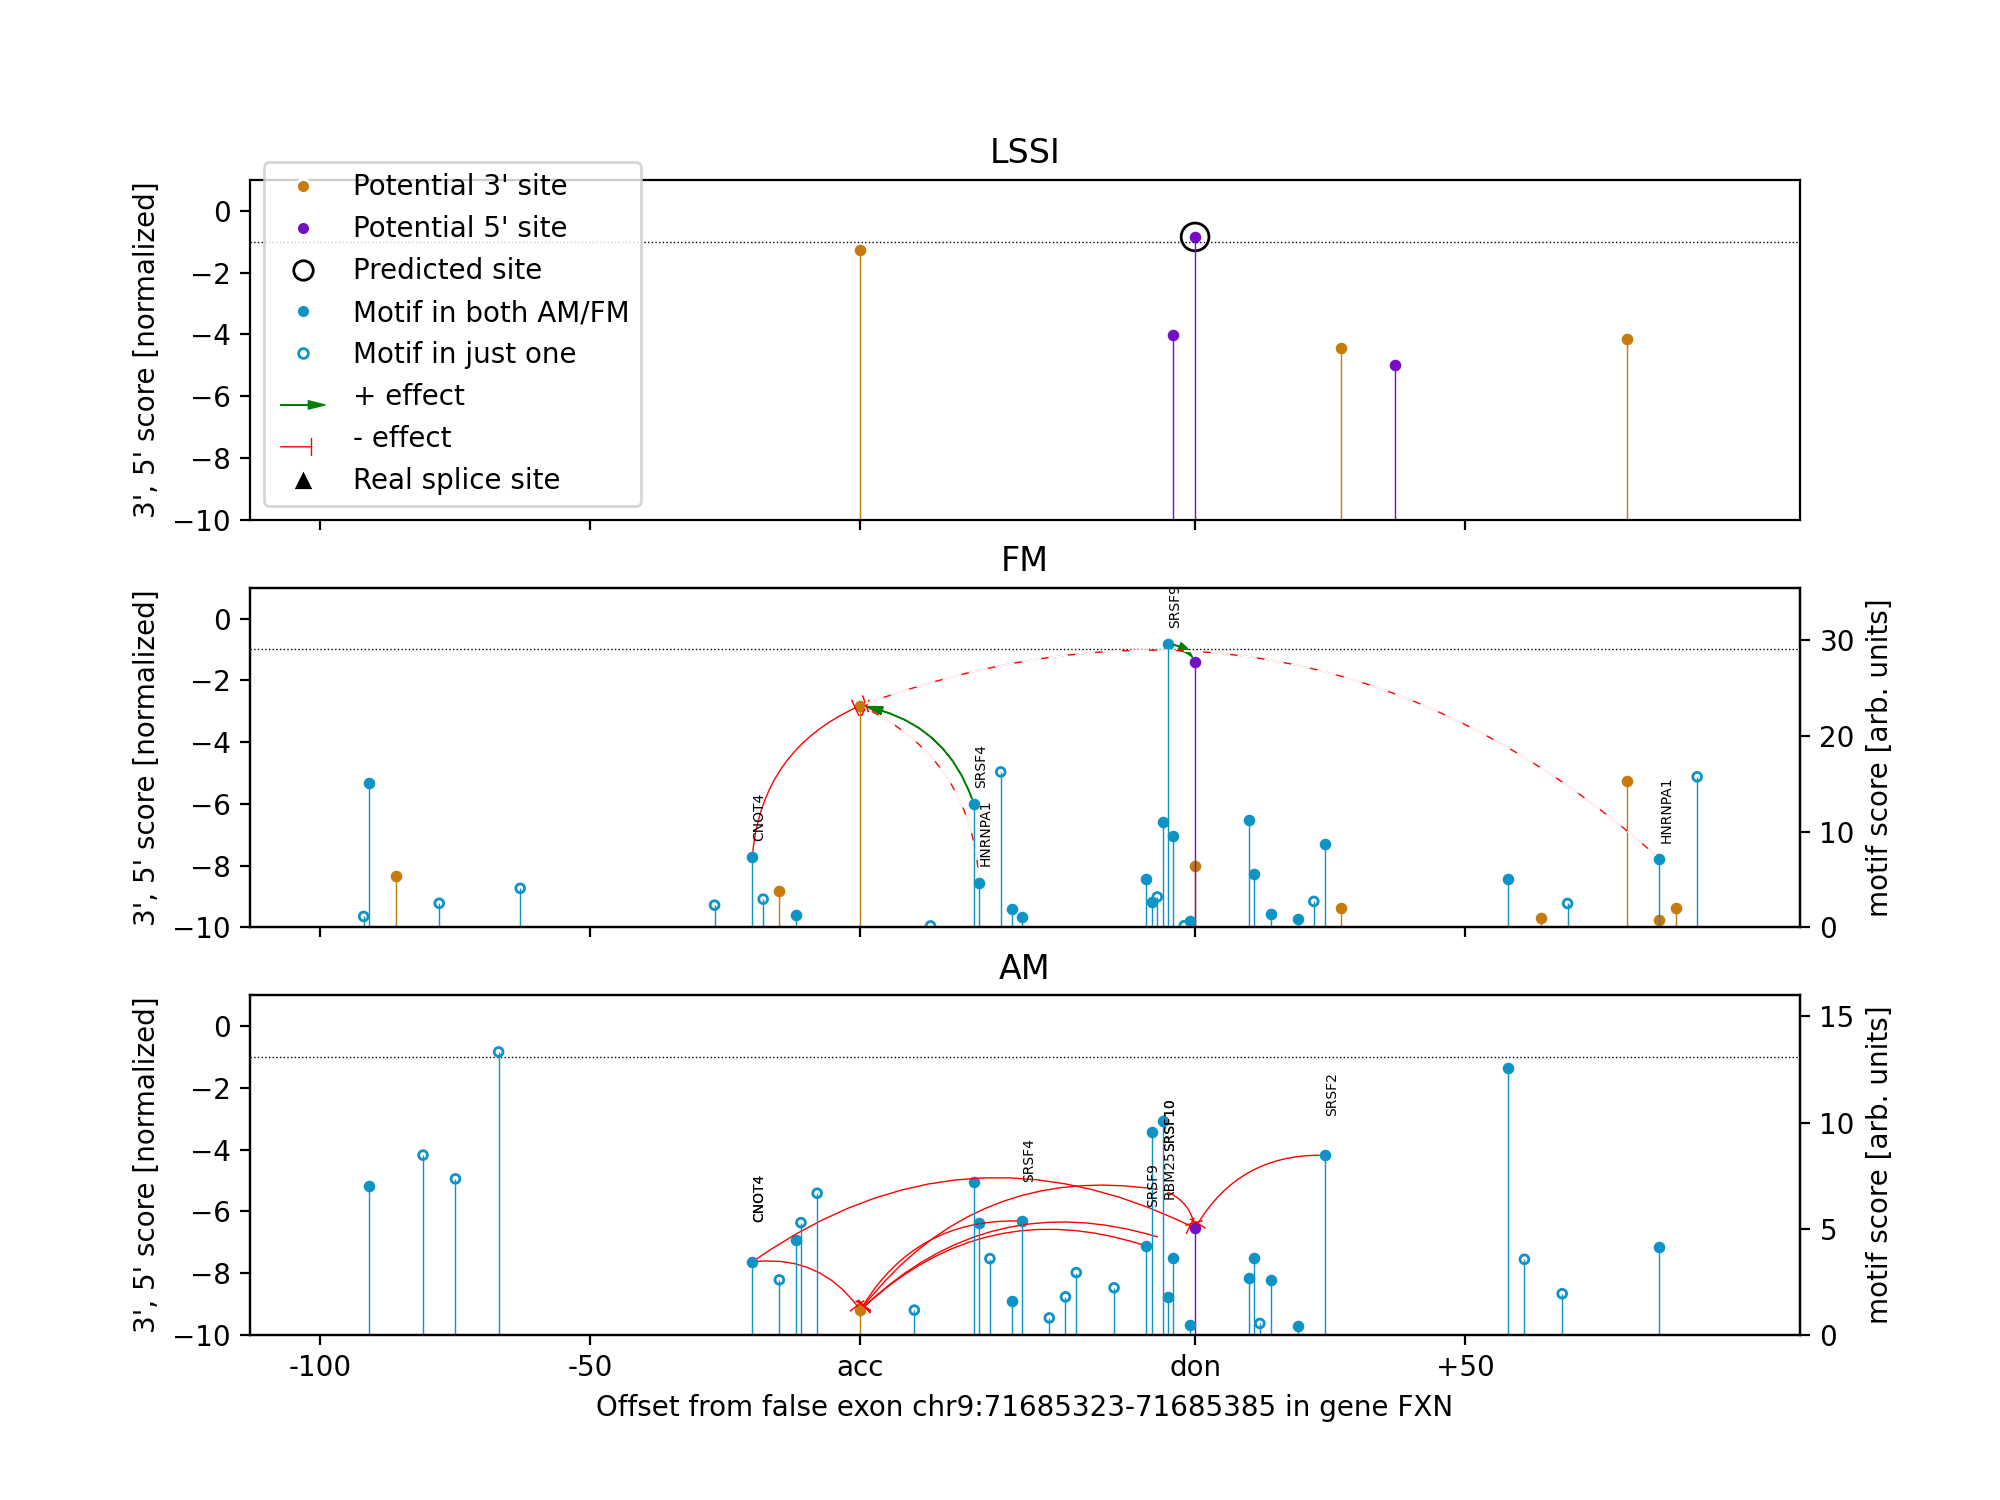 LSSI
3', 5' score [normalized]
0
−2
−4
−6
−8
−10
Potential 3' site
Potential 5' site
Predicted site
Motif in both AM/FM
Motif in just one
+ effect
- effect
Real splice site
FM
3', 5' score [normalized]
0
−2
−4
−6
−8
−10
CNOT4
SRSF4
HNRNPA1
SRSF9
HNRNPA1
30
20
10
0
motif score [arb. units]
AM
3', 5' score [normalized]
0
−2
−4
−6
−8
−10
CNOT4
SRSF4
SRSF9
RBM25
SRSF10
SRSF2
15
10
5
0
motif score [arb. units]
-100
-50
acc
don
+50
Offset from false exon chr9:71685323-71685385 in gene FXN